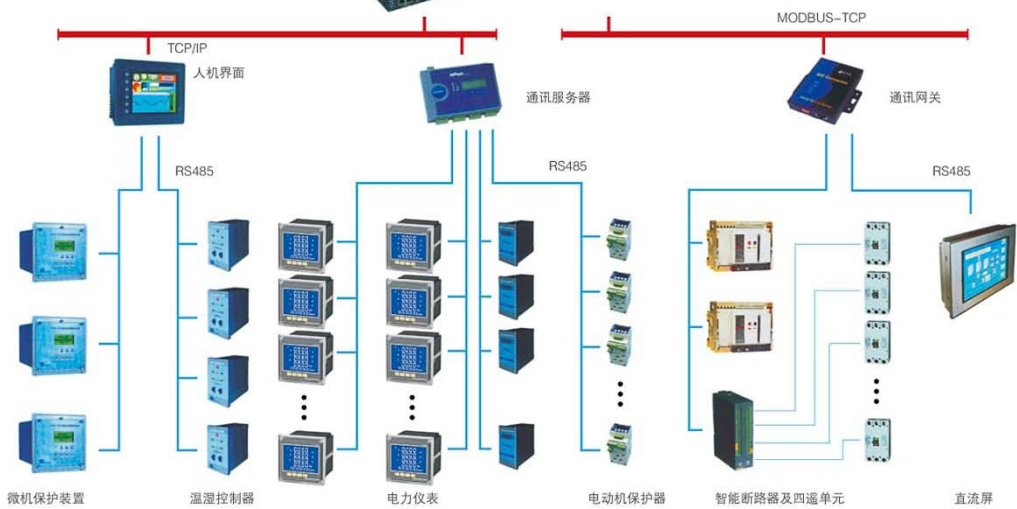 MODBUS-TCP
TCP/IP
人机界面
通讯服务器
通讯网关
RS485
RS485
RS485
微机保护装置
温湿控制器
电力仪表
电动机保护器
智能断路器及四遥单元
直流屏